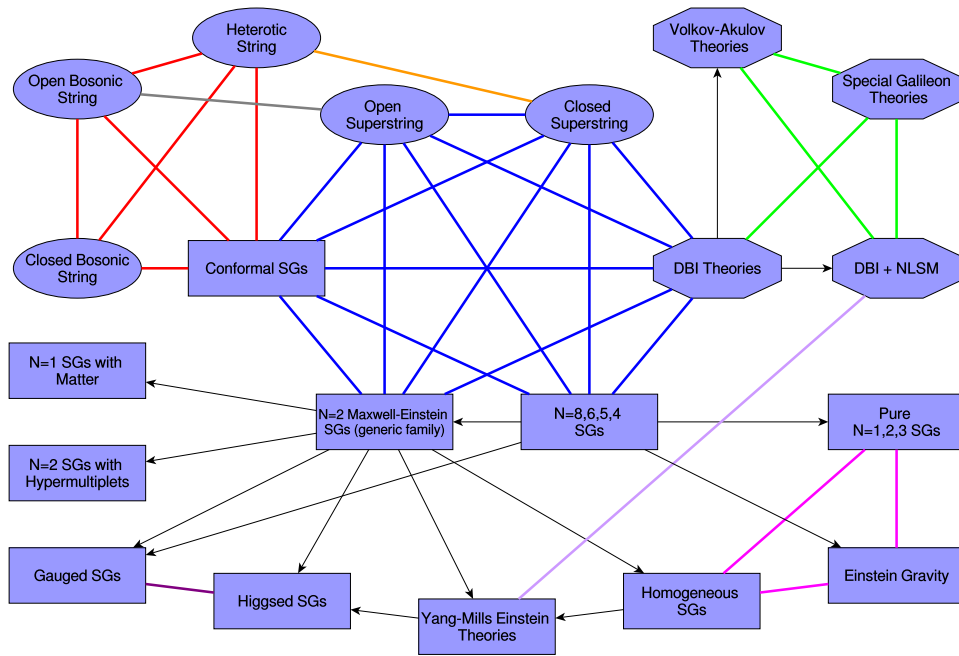 Heterotic
String
Volkov-Akulov
Theories
Open Bosonic
String
Open
Superstring
Closed
Superstring
Special Galileon
Theories
Closed Bosonic
String
Conformal SGs
DBI Theories
DBI + NLSM
N=1 SGs with
Matter
N=2 Maxwell-Einstein
SGs (generic family)
N=8,6,5,4
SGs
Pure
N=1,2,3 SGs
N=2 SGs with
Hypermultiplets
Gauged SGs
Higgsed SGs
Yang-Mills Einstein
Theories
Homogeneous
SGs
Einstein Gravity